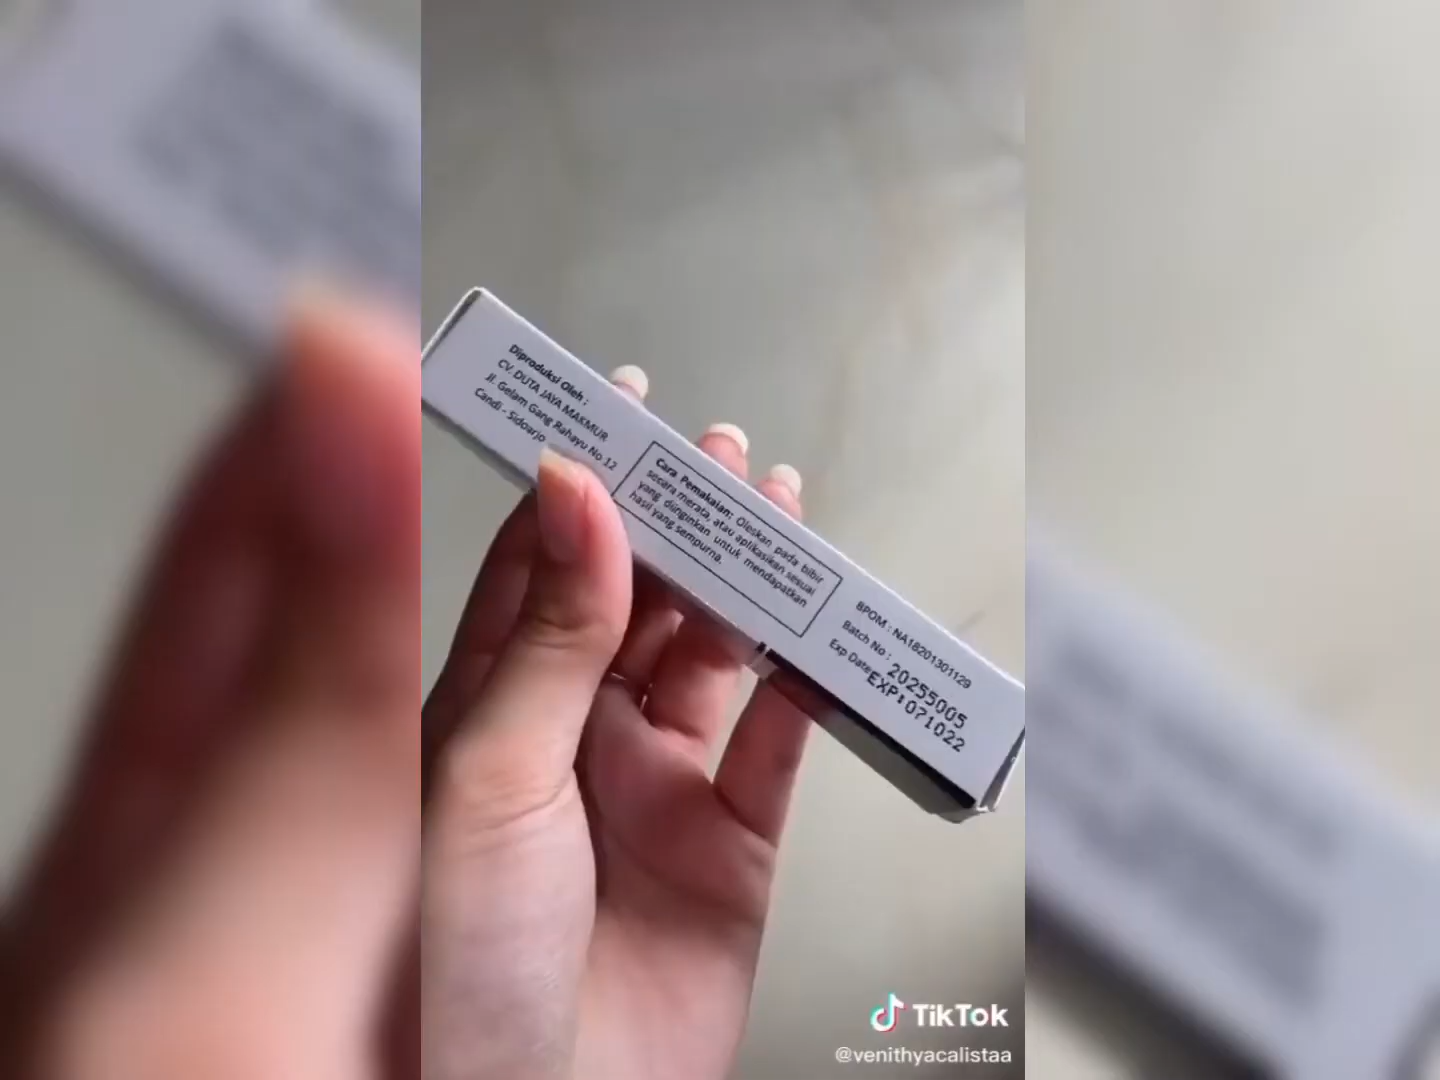 Diproduksi Oleh :
CV. DUTA JAYA MAKMUR
Jl. Gelam Gang Rahayu No 12
Candi - Sidoarjo
Cara Pemakaian: Oleskan pada bibir
secara merata, atau aplikasikan sesuai
yang diinginkan untuk mendapatkan
hasil yang sempurna.
BPOM : NA18201301129
Batch No : 20255005
Exp Date EXP:071022
TikTok
@venithyacalistaa